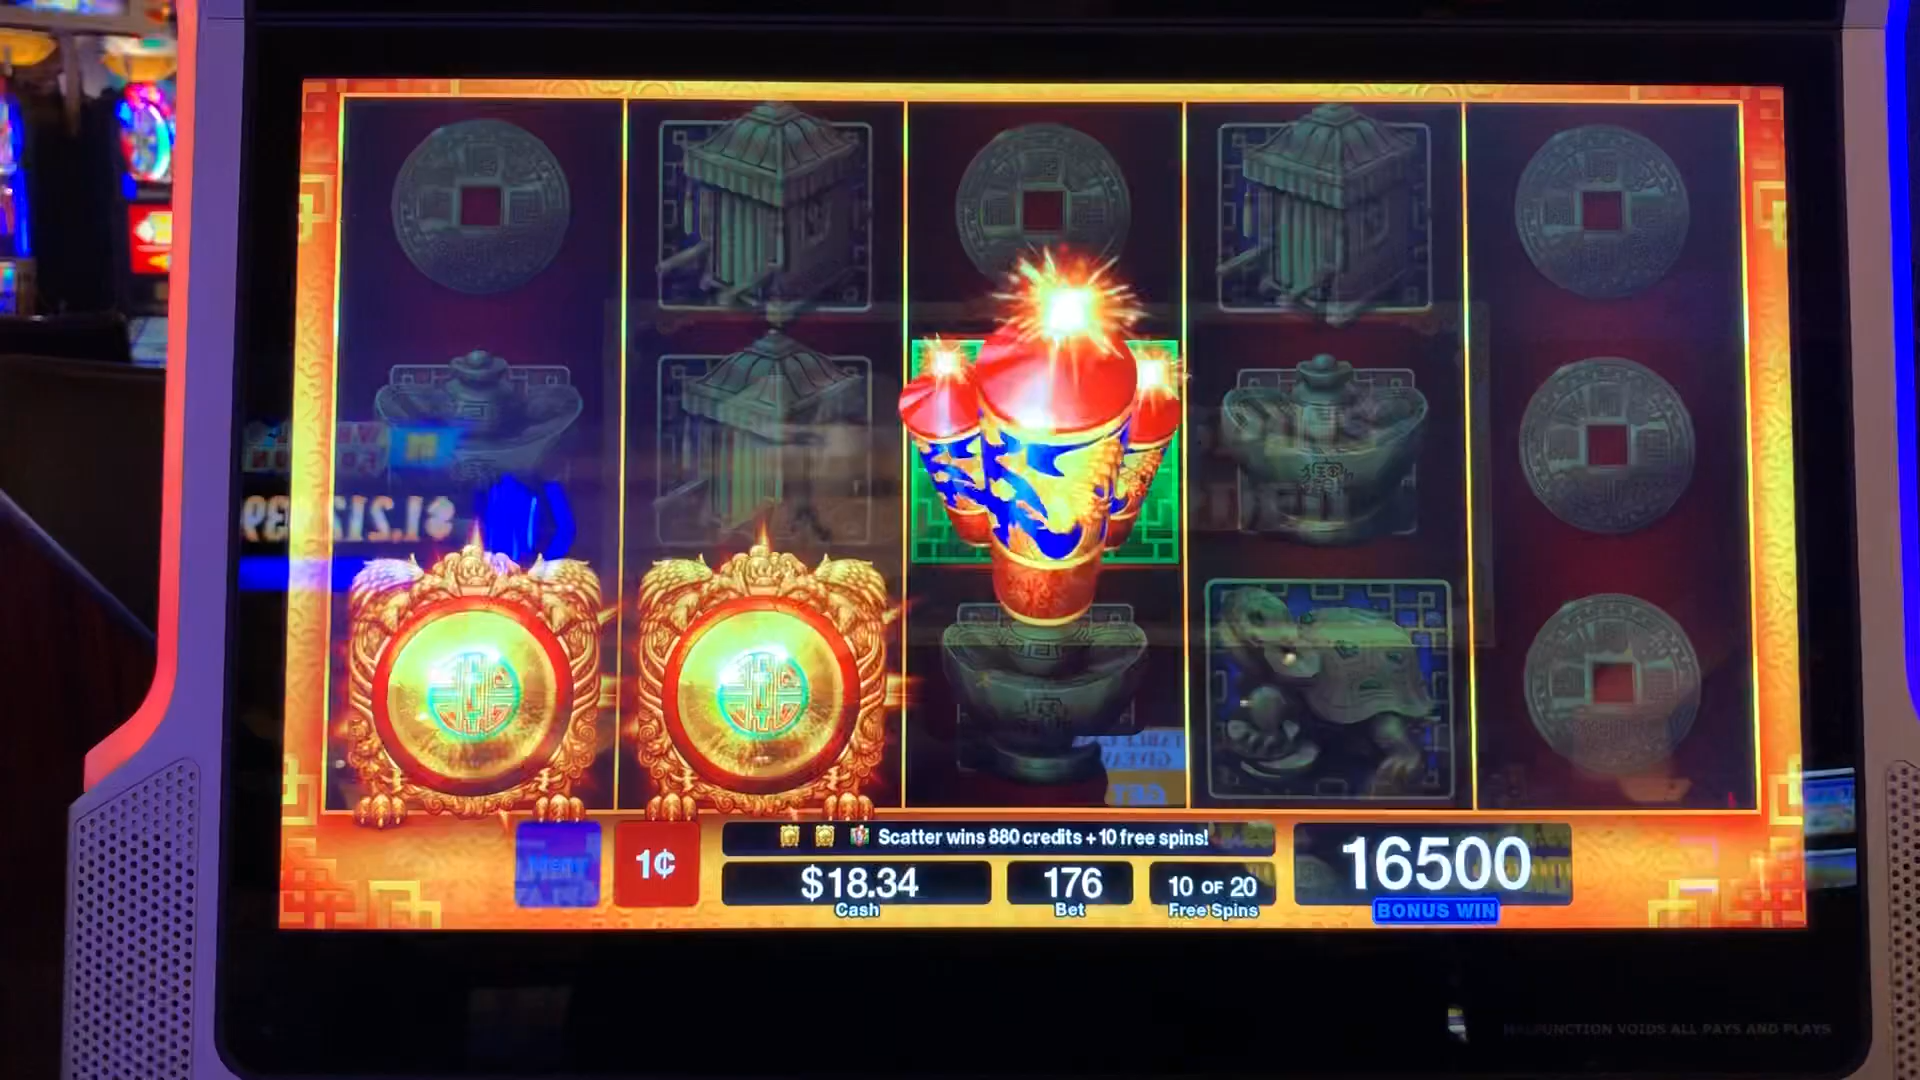 Scatter wins 880 credits + 10 free spins!
1¢
$18.34
Cash
176
Bet
10 OF 20
Free Spins
16500
BONUS WIN
MALFUNCTION VOIDS ALL PAYS AND PLAYS